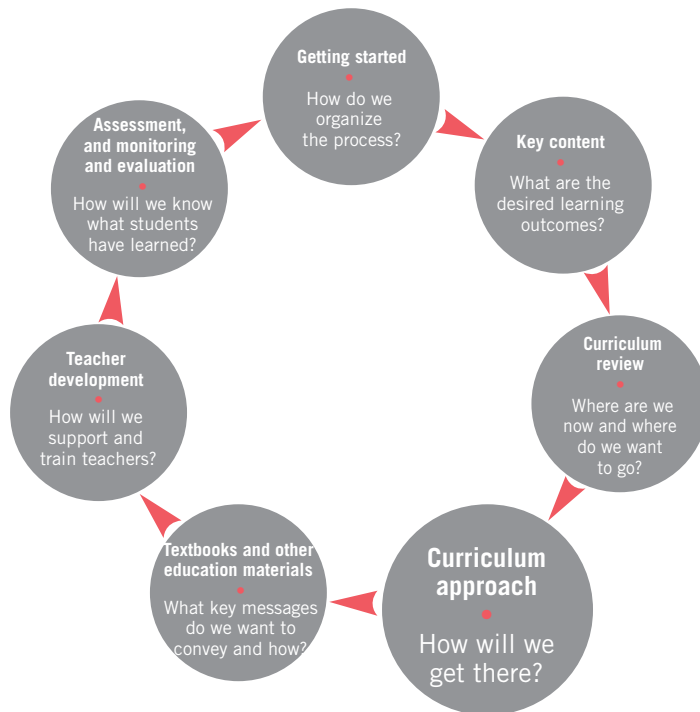 Getting started
How do we
organize
the process?
Key content
What are the
desired learning
outcomes?
Curriculum
review
Where are we
now and where
do we want
to go?
Curriculum
approach
How will we
get there?
Textbooks and other
education materials
What key messages
do we want to
convey and how?
Teacher
development
How will we
support and
train teachers?
Assessment,
and monitoring
and evaluation
How will we know
what students
have learned?